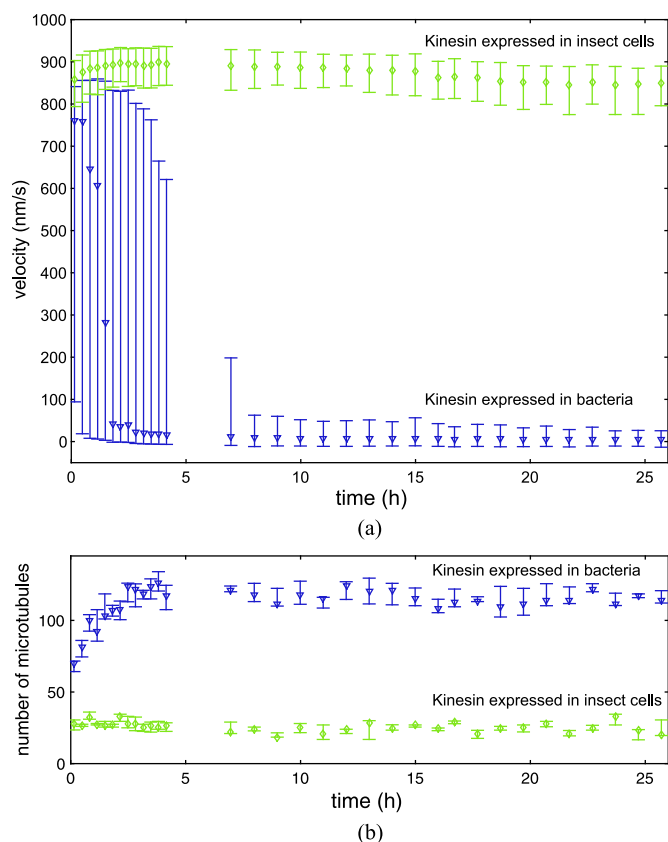 1000
Kinesin expressed in insect cells
900
800
700
600
500
400
300
200
Kinesin expressed in bacteria
100
0
velocity (nm/s)
0 5 10 15 20 25
time (h)
(a)
Kinesin expressed in bacteria
100
50
Kinesin expressed in insect cells
0
number of microtubules
0 5 10 15 20 25
time (h)
(b)